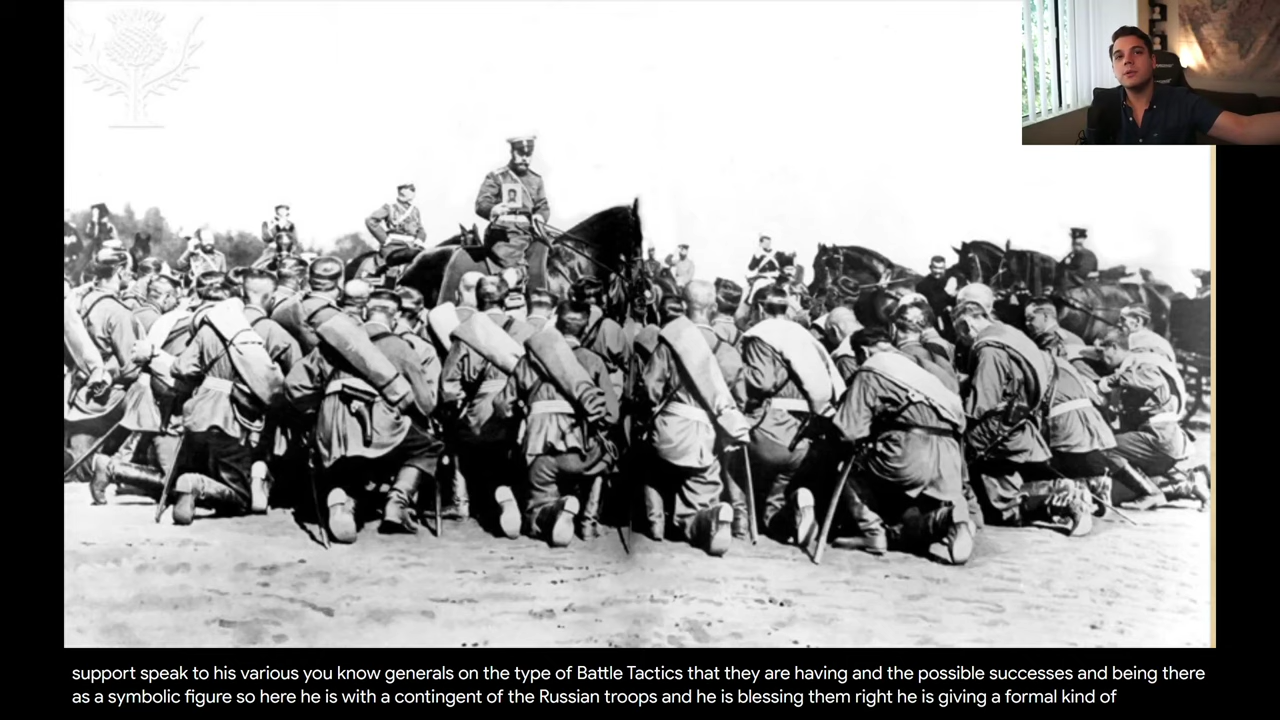 support speak to his various you know generals on the type of Battle Tactics that they are having and the possible successes and being there
as a symbolic figure so here he is with a contingent of the Russian troops and he is blessing them right he is giving a formal kind of